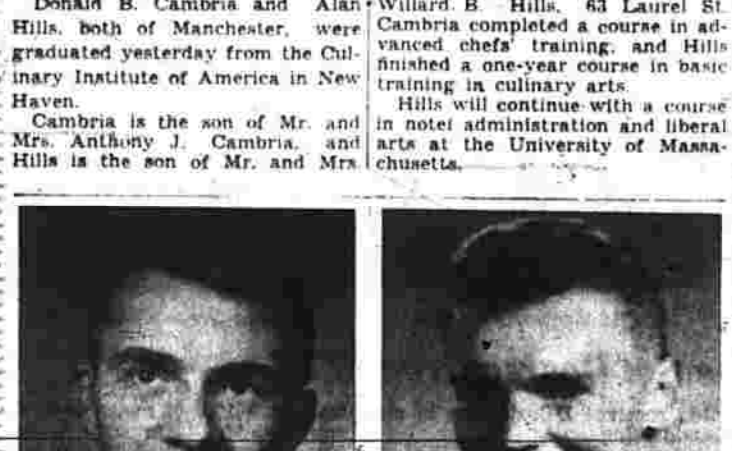 Donald B. Cambria and Alan
Hills, both of Manchester, were
graduated yesterday from the Cul-
inary Institute of America in New
Haven.
Cambria is the son of Mr. and
Mrs. Anthony J. Cambria, and
Hills is the son of Mr. and Mrs.
Willard B. Hills, 63 Laurel St.
Cambria completed a course in ad-
vanced chefs' training, and Hills
finished a one-year course in basic
training in culinary arts.
Hills will continue with a course
in notel administration and liberal
arts at the University of Massa-
chusetts.